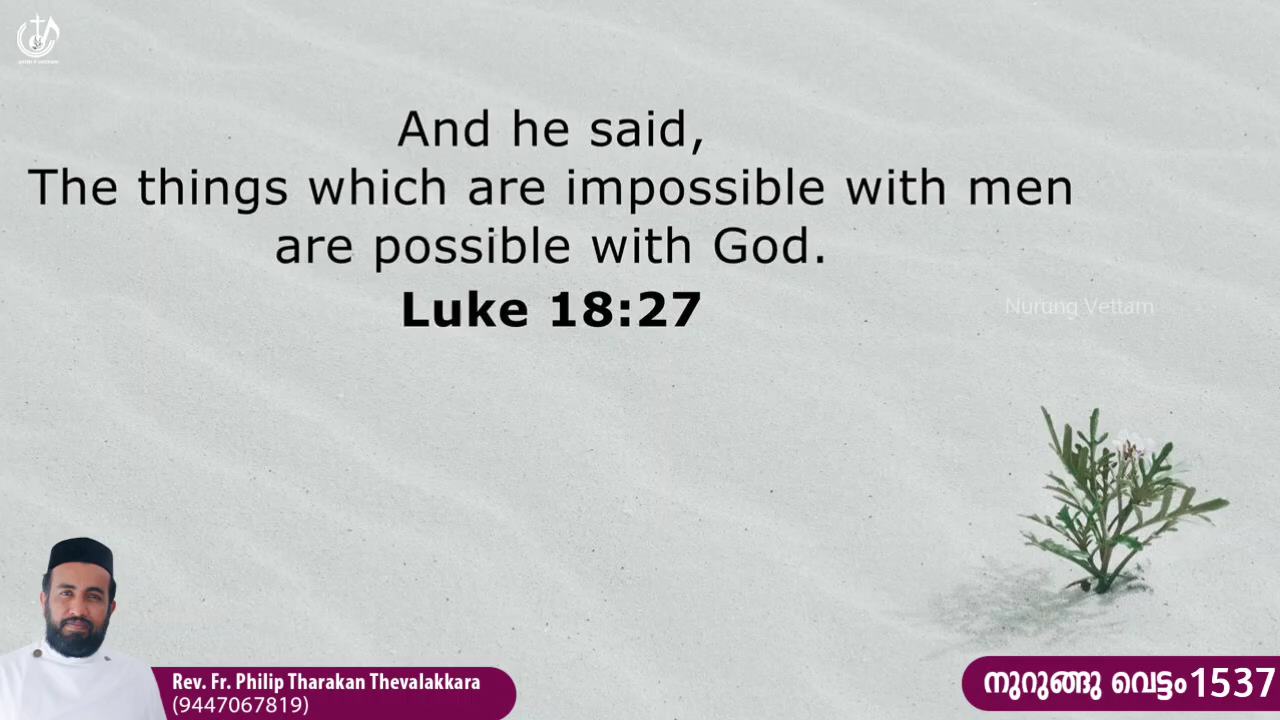 And he said,
The things which are impossible with men
are possible with God.
Luke 18:27
Nurung Vettam
Rev. Fr. Philip Tharakan Thevalakkara
(9447067819)
നുറുങ്ങു വെട്ടം 1537